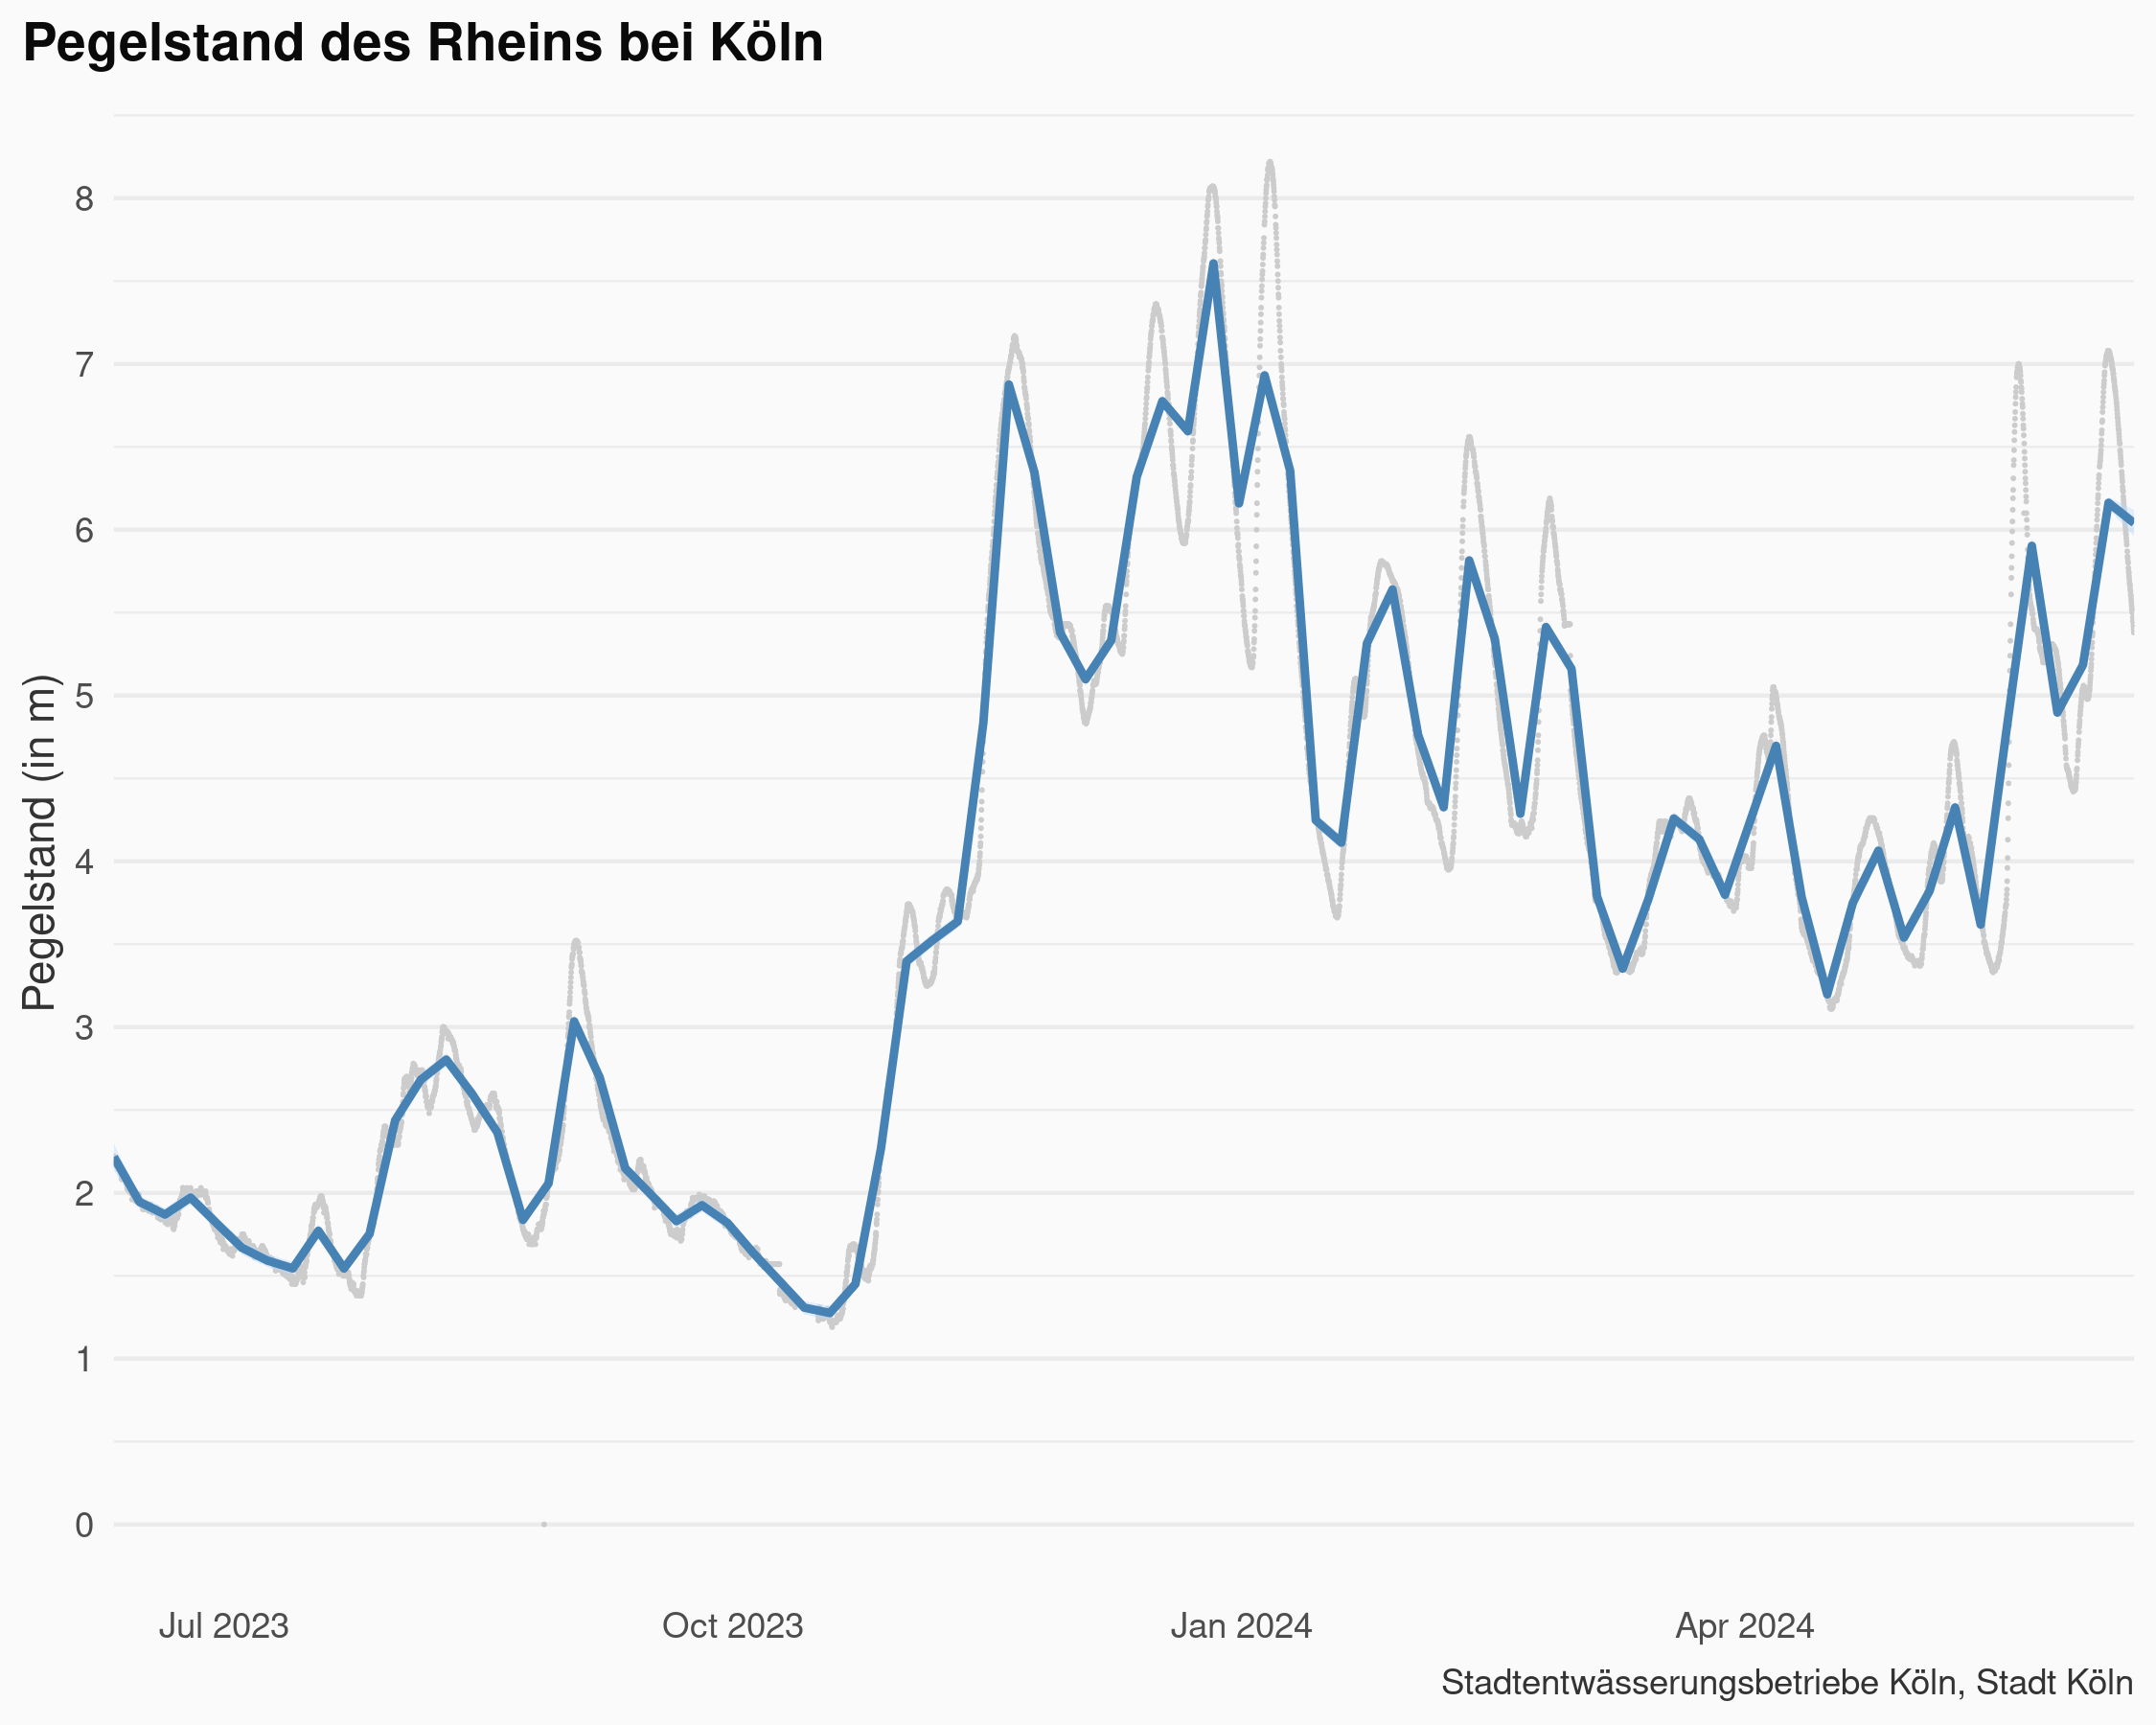 Pegelstand des Rheins bei Köln
Pegelstand (in m)
8
7
6
5
4
3
2
1
0
Jul 2023 Oct 2023 Jan 2024 Apr 2024
Stadtentwässerungsbetriebe Köln, Stadt Köln